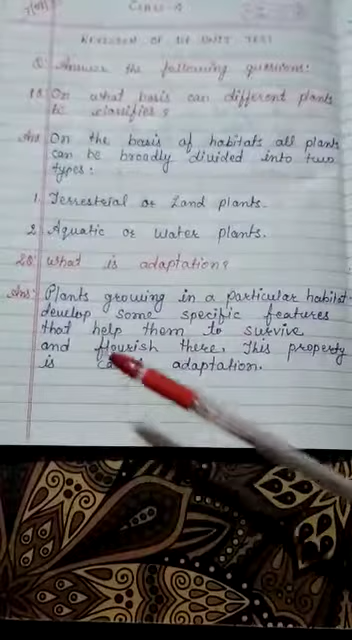 Class-4
REVISION OF UNIT TEST
Q. Answer the following questions:
1Q. On what basis can different plants
be classifies?
Ans On the basis of habitats all plants
can be broadly divided into two
types:
1. Terrestrial or Land plants.
2. Aquatic or Water plants.
2Q. What is adaptation?
Ans: Plants growing in a particular habitat
develop some specific features
that help them to survive
and flourish there. This property
is adaptation.